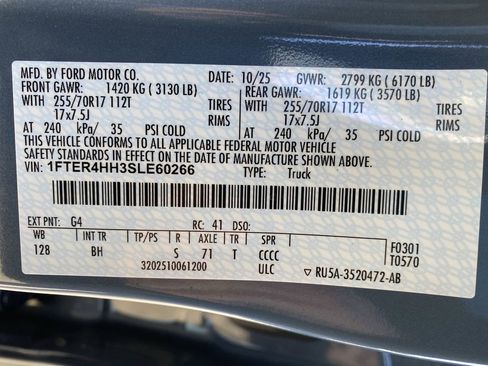 MFD. BY FORD MOTOR CO. DATE: 10/25 GVWR: 2799 KG (6170 LB)
FRONT GAWR: 1420 KG (3130 LB) REAR GAWR: 1619 KG (3570 LB)
WITH 255/70R17 112T TIRES WITH 255/70R17 112T TIRES
17x7.5J RIMS 17x7.5J RIMS
AT 240 kPa/ 35 PSI COLD AT 240 kPa/ 35 PSI COLD
THIS VEHICLE CONFORMS TO ALL APPLICABLE FEDERAL MOTOR VEHICLE
SAFETY AND THEFT PREVENTION STANDARDS IN EFFECT ON THE DATE OF MANUFACTURE SHOWN ABOVE.
VIN: 1FTER4HH3SLE60266 TYPE: Truck
EXT PNT: G4 RC: 41 DSO:
WB INT TR TP/PS R AXLE TR SPR F0301
128 BH S 71 T CCCC T0570
3202510061200 ULC RU5A-3520472-AB